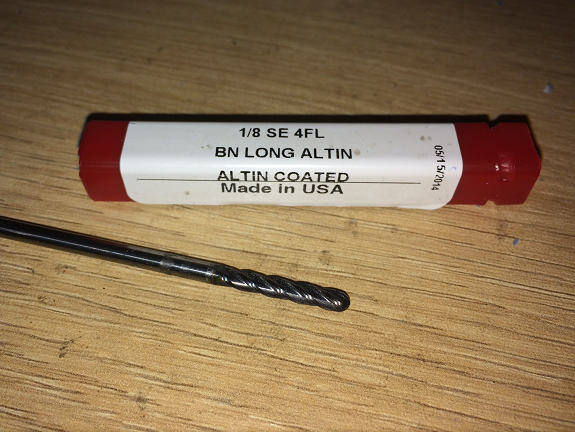 1/8 SE 4FL
BN LONG ALTIN
ALTIN COATED
Made in USA
05/15/2014